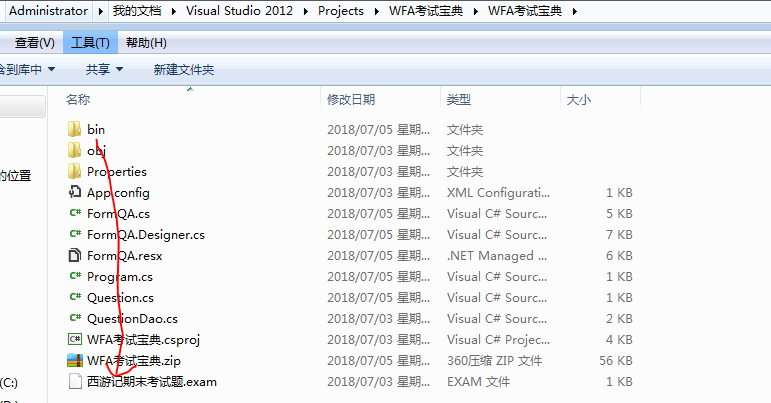 Administrator ▸ 我的文档 ▸ Visual Studio 2012 ▸ Projects ▸ WFA考试宝典 ▸ WFA考试宝典 ▸
查看(V) 工具(T) 帮助(H)
含到库中 共享 新建文件夹
名称 修改日期 类型 大小
bin 2018/07/05 星期... 文件夹
obj 2018/07/03 星期... 文件夹
的位置 Properties 2018/07/03 星期... 文件夹
App.config 2018/07/03 星期... XML Configurati... 1 KB
FormQA.cs 2018/07/05 星期... Visual C# Sourc... 5 KB
FormQA.Designer.cs 2018/07/03 星期... Visual C# Sourc... 7 KB
FormQA.resx 2018/07/03 星期... .NET Managed ... 6 KB
Program.cs 2018/07/03 星期... Visual C# Sourc... 1 KB
Question.cs 2018/07/03 星期... Visual C# Sourc... 1 KB
QuestionDao.cs 2018/07/03 星期... Visual C# Sourc... 2 KB
WFA考试宝典.csproj 2018/07/03 星期... Visual C# Projec... 4 KB
WFA考试宝典.zip 2018/07/05 星期... 360压缩 ZIP 文件 56 KB
(C:) 西游记期末考试题.exam 2018/07/03 星期... EXAM 文件 1 KB